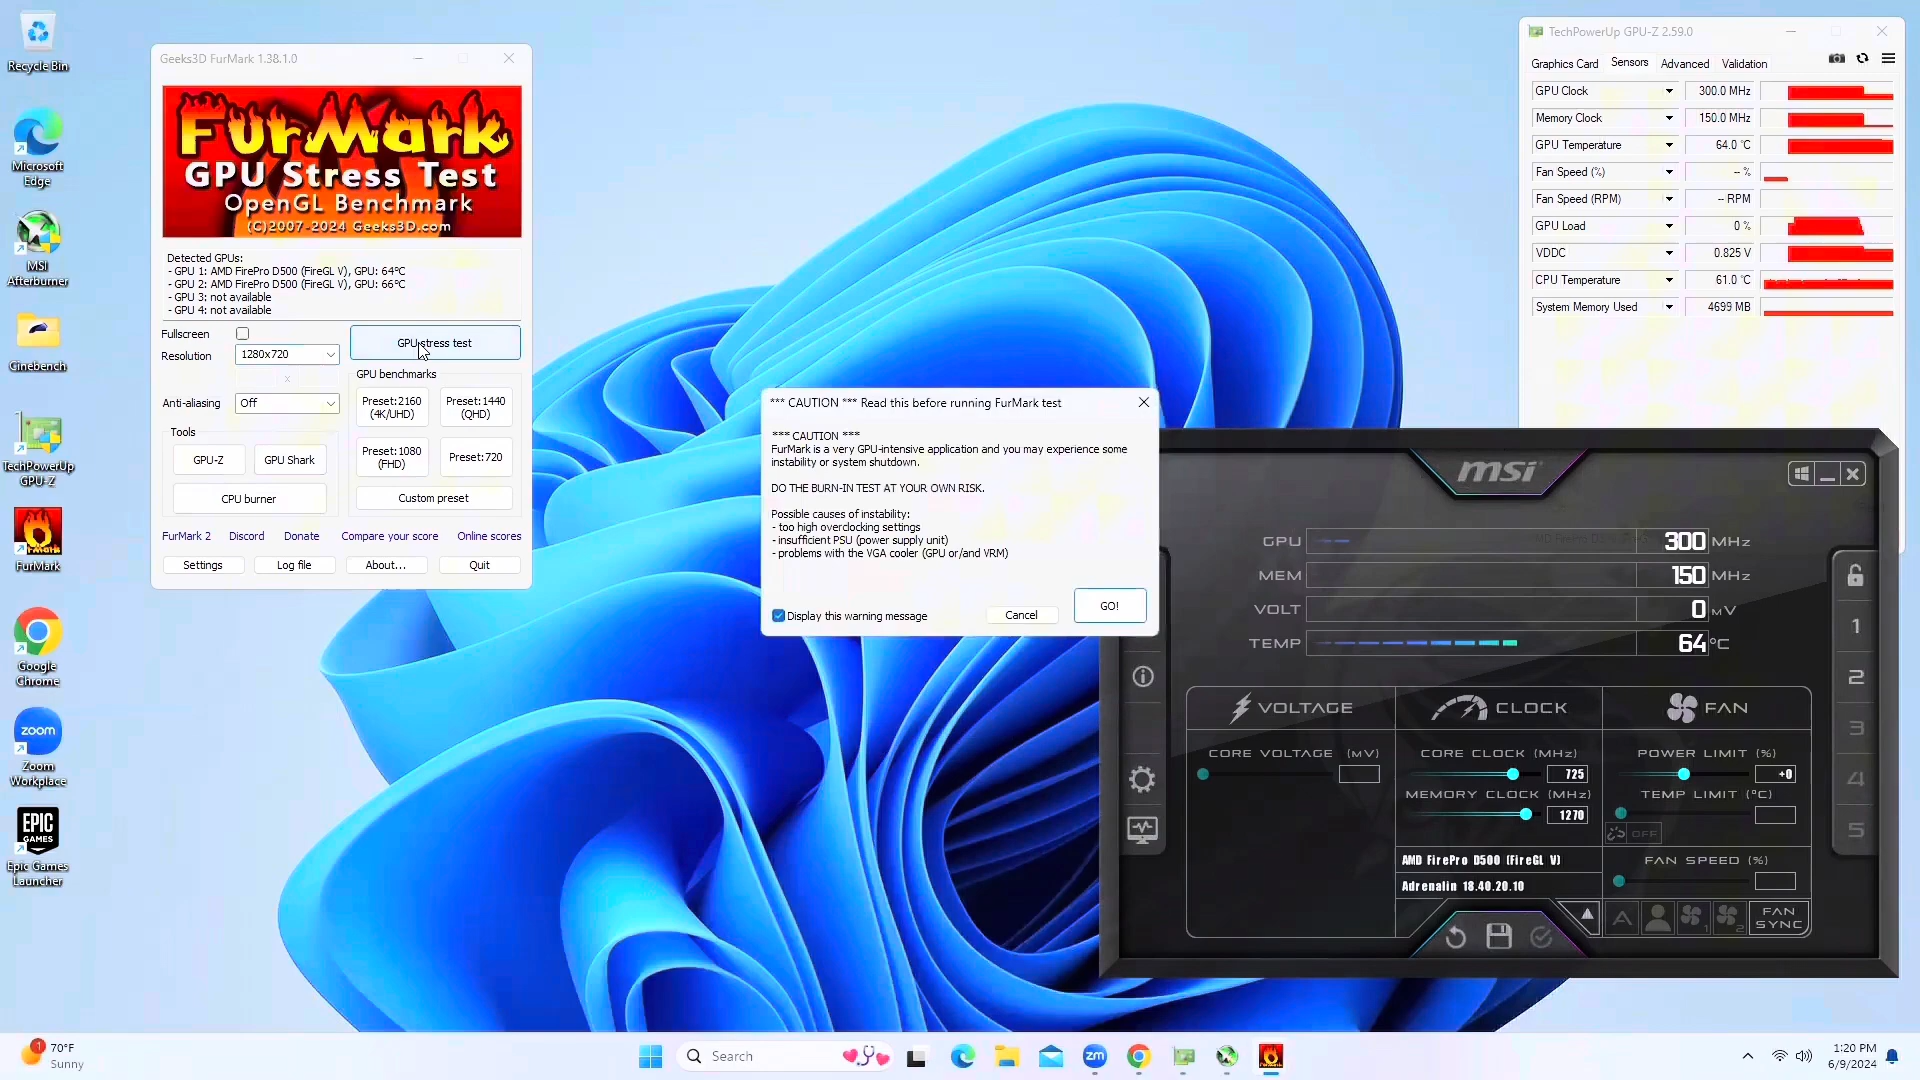 Recycle Bin
Microsoft
Edge
MSI
Afterburner
Cinebench
TechPowerUp
GPU-Z
FurMark
Google
Chrome
zoom
Zoom
Workplace
EPIC
GAMES
Epic Games
Launcher
Geeks3D FurMark 1.38.1.0
FurMark
GPU Stress Test
OpenGL Benchmark
(C)2007-2024 Geeks3D.com
Detected GPUs:
- GPU 1: AMD FirePro D500 (FireGL V), GPU: 64°C
- GPU 2: AMD FirePro D500 (FireGL V), GPU: 66°C
- GPU 3: not available
- GPU 4: not available
Fullscreen
Resolution
1280x720
x
Anti-aliasing
Off
GPU stress test
GPU benchmarks
Preset:2160
(4K/UHD)
Preset:1440
(QHD)
Preset:1080
(FHD)
Preset:720
Custom preset
Tools
GPU-Z
GPU Shark
CPU burner
FurMark 2
Discord
Donate
Compare your score
Online scores
Settings
Log file
About...
Quit
*** CAUTION *** Read this before running FurMark test
*** CAUTION ***
FurMark is a very GPU-intensive application and you may experience some
instability or system shutdown.
DO THE BURN-IN TEST AT YOUR OWN RISK.
Possible causes of instability:
- too high overclocking settings
- insufficient PSU (power supply unit)
- problems with the VGA cooler (GPU or/and VRM)
Display this warning message
Cancel
GO!
TechPowerUp GPU-Z 2.59.0
Graphics Card
Sensors
Advanced
Validation
GPU Clock
300.0 MHz
Memory Clock
150.0 MHz
GPU Temperature
64.0 °C
Fan Speed (%)
-- %
Fan Speed (RPM)
-- RPM
GPU Load
0 %
VDDC
0.825 V
CPU Temperature
61.0 °C
System Memory Used
4699 MB
msi
GPU
300 MHz
MEM
150 MHz
VOLT
0 MV
TEMP
64 °C
VOLTAGE
CLOCK
FAN
CORE VOLTAGE (MV)
CORE CLOCK (MHz)
725
MEMORY CLOCK (MHz)
1270
POWER LIMIT (%)
+0
TEMP LIMIT (°C)
OFF
FAN SPEED (%)
AMD FirePro D500 (FireGL V)
Adrenalin 18.40.20.10
A
1
2
FAN
SYNC
1
2
3
4
5
1
70°F
Sunny
Search
zm
1:20 PM
6/9/2024